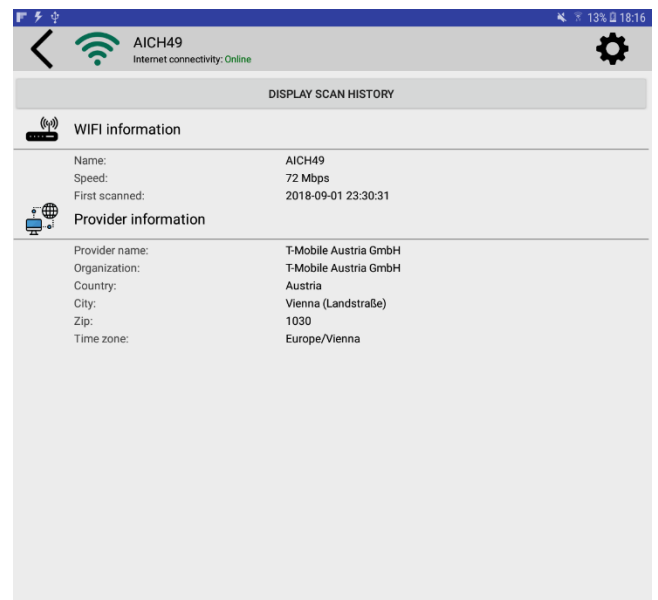 13% 18:16
AICH49
Internet connectivity: Online
DISPLAY SCAN HISTORY
WIFI information
Name: AICH49
Speed: 72 Mbps
First scanned: 2018-09-01 23:30:31
Provider information
Provider name: T-Mobile Austria GmbH
Organization: T-Mobile Austria GmbH
Country: Austria
City: Vienna (Landstraße)
Zip: 1030
Time zone: Europe/Vienna